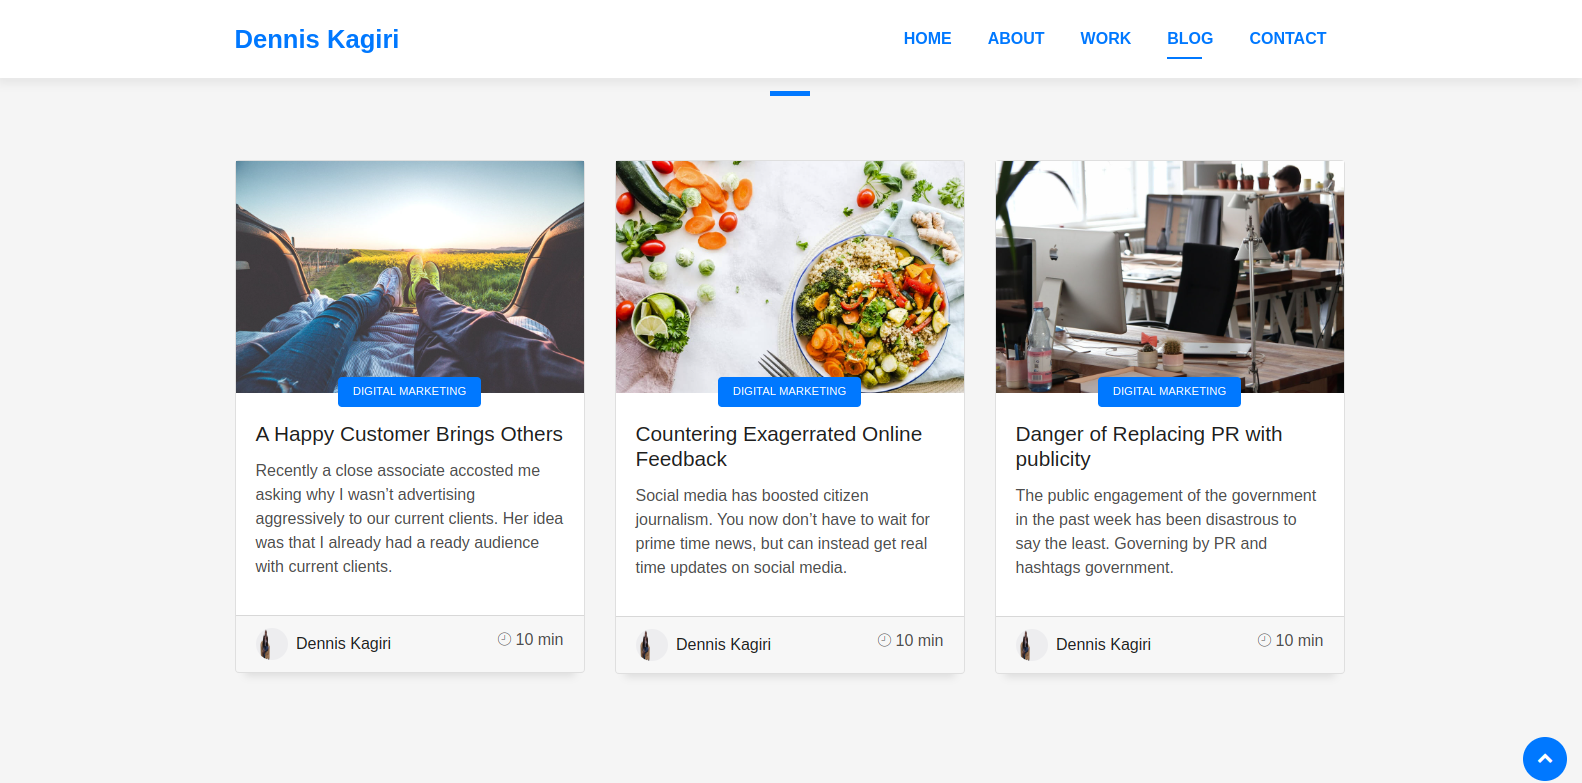 Dennis Kagiri
HOME ABOUT WORK BLOG CONTACT
DIGITAL MARKETING
A Happy Customer Brings Others
Recently a close associate accosted me
asking why I wasn’t advertising
aggressively to our current clients. Her idea
was that I already had a ready audience
with current clients.
Dennis Kagiri 10 min
DIGITAL MARKETING
Countering Exagerrated Online
Feedback
Social media has boosted citizen
journalism. You now don’t have to wait for
prime time news, but can instead get real
time updates on social media.
Dennis Kagiri 10 min
DIGITAL MARKETING
Danger of Replacing PR with
publicity
The public engagement of the government
in the past week has been disastrous to
say the least. Governing by PR and
hashtags government.
Dennis Kagiri 10 min